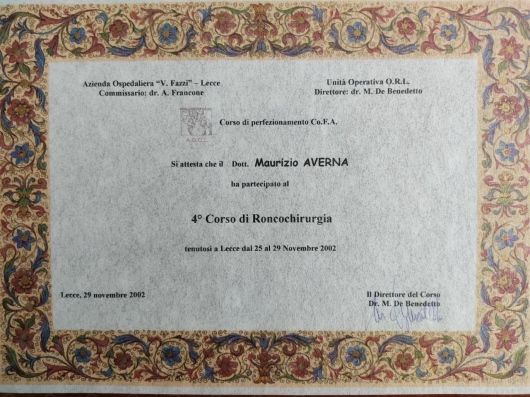 Azienda Ospedaliera "V. Fazzi" – Lecce
Commissario: dr. A. Francone
Unità Operativa O.R.L.
Direttore: dr. M. De Benedetto
Corso di perfezionamento Co.F.A.
Si attesta che il Dott. Maurizio AVERNA
ha partecipato al
4° Corso di Roncochirurgia
tenutosi a Lecce dal 25 al 29 Novembre 2002
Lecce, 29 novembre 2002
Il Direttore del Corso
Dr. M. De Benedetto